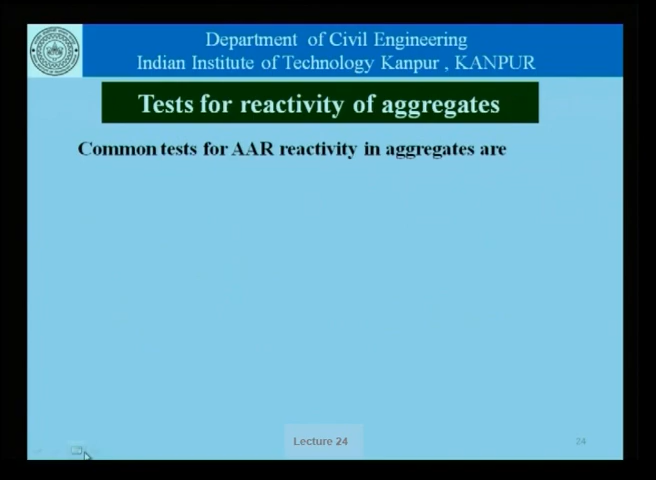 Department of Civil Engineering
Indian Institute of Technology Kanpur , KANPUR
Tests for reactivity of aggregates
Common tests for AAR reactivity in aggregates are
Lecture 24
24